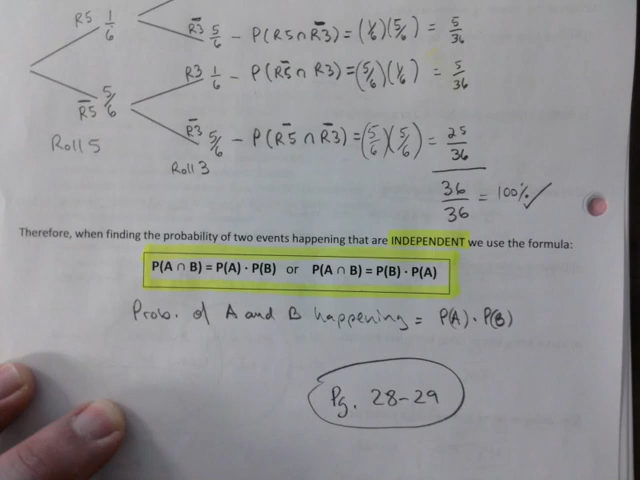 R5 1/6
R̅3̅ 5/6 – P(R5 ∩ R̅3̅) = (1/6)(5/6) = 5/36
R3 1/6 – P(R̅5̅ ∩ R3) = (5/6)(1/6) = 5/36
R̅5̅ 5/6
R̅3̅ 5/6 – P(R̅5̅ ∩ R̅3̅) = (5/6)(5/6) = 25/36
Roll 5
Roll 3
36/36 = 100% ✓
Therefore, when finding the probability of two events happening that are INDEPENDENT we use the formula:
P(A ∩ B) = P(A) · P(B) or P(A ∩ B) = P(B) · P(A)
Prob. of A and B happening = P(A) · P(B)
Pg. 28-29